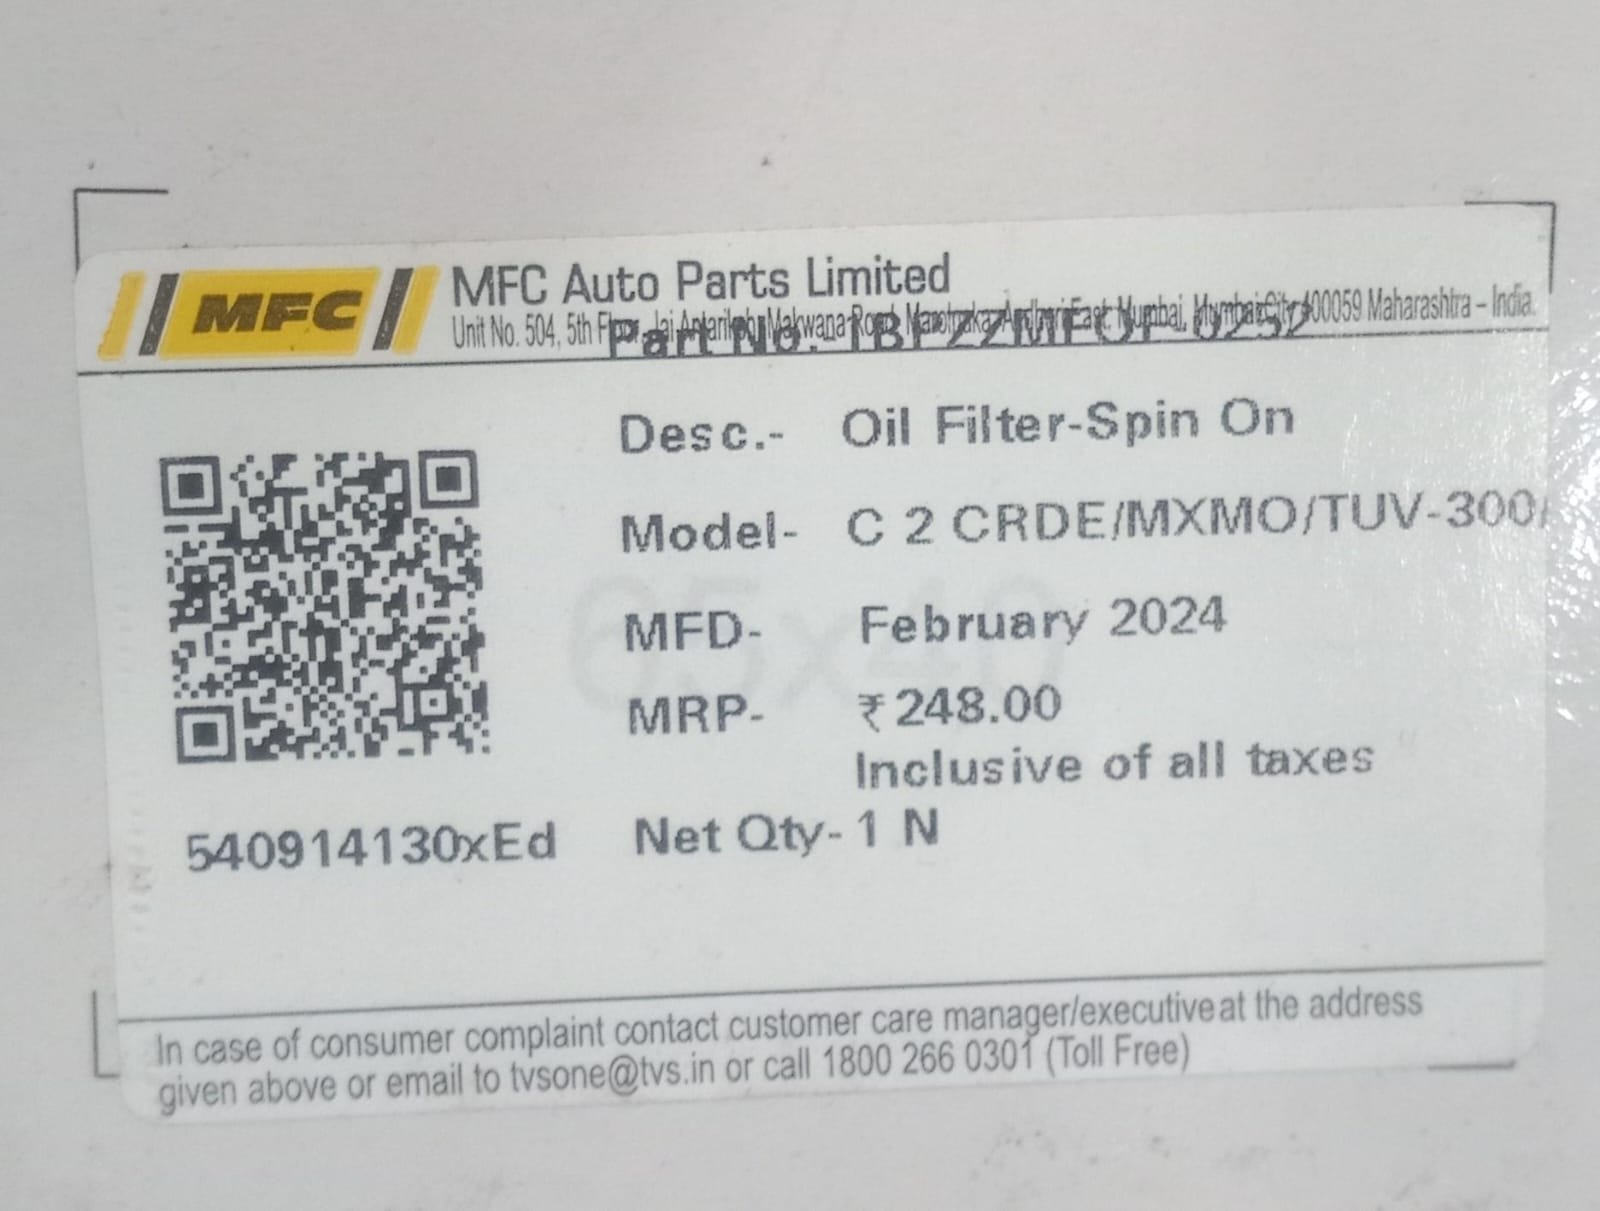 MFC
MFC Auto Parts Limited
Unit No. 504, 5th Floor, Jai Antariksh, Makwana Road, Andheri East, Mumbai, Mumbai City 400059 Maharashtra – India.
Part No.
Desc.- Oil Filter-Spin On
Model- C 2 CRDE/MXMO/TUV-300/
MFD- February 2024
MRP- ₹ 248.00
Inclusive of all taxes
540914130xEd Net Qty- 1 N
65x40
In case of consumer complaint contact customer care manager/executive at the address
given above or email to tvsone@tvs.in or call 1800 266 0301 (Toll Free)